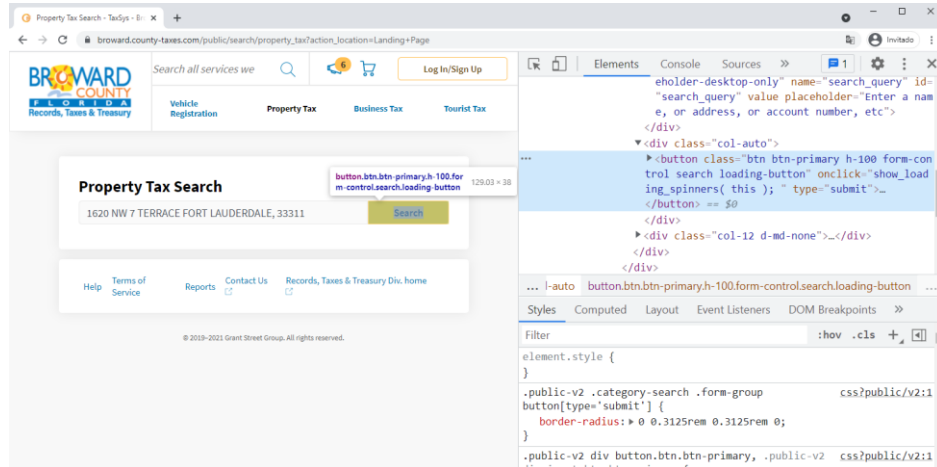 Property Tax Search - TaxSys - Bro
broward.county-taxes.com/public/search/property_tax?action_location=Landing+Page
Invitado
BROWARD
COUNTY
FLORIDA
Records, Taxes & Treasury
Search all services we
6
Log In/Sign Up
Vehicle
Registration
Property Tax
Business Tax
Tourist Tax
button.btn.btn-primary.h-100.for
m-control.search.loading-button
129.03 × 38
Property Tax Search
1620 NW 7 TERRACE FORT LAUDERDALE, 33311
Search
Help
Terms of
Service
Reports
Contact Us
Records, Taxes & Treasury Div. home
© 2019–2021 Grant Street Group. All rights reserved.
Elements Console Sources » 1
eholder-desktop-only" name="search_query" id=
"search_query" value placeholder="Enter a nam
e, or address, or account number, etc">
</div>
▼<div class="col-auto">
... ▶<button class="btn btn-primary h-100 form-con
trol search loading-button" onclick="show_load
ing_spinners( this ); " type="submit">…
</button> == $0
</div>
▶<div class="col-12 d-md-none">…</div>
</div>
</div>
... l-auto button.btn.btn-primary.h-100.form-control.search.loading-button ...
Styles Computed Layout Event Listeners DOM Breakpoints »
Filter :hov .cls +
element.style {
}
.public-v2 .category-search .form-group css?public/v2:1
button[type='submit'] {
border-radius:▶ 0 0.3125rem 0.3125rem 0;
}
.public-v2 div button.btn.btn-primary, .public-v2 css?public/v2:1